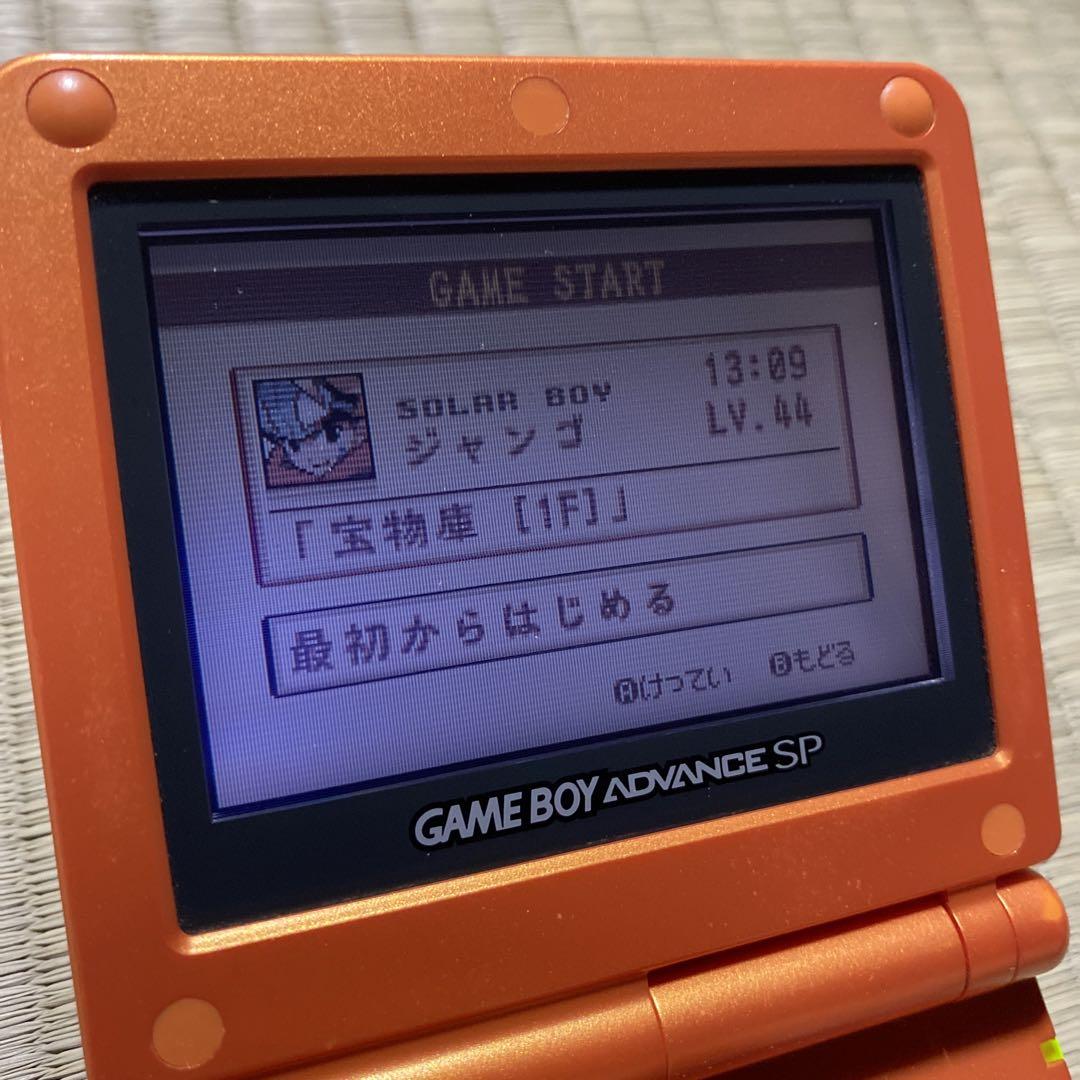 GAME START
SOLAR BOY 13:09
ジャンゴ LV.44
「宝物庫 [1F]」
最初からはじめる
Ⓐけってい Ⓑもどる
GAME BOY ADVANCE SP